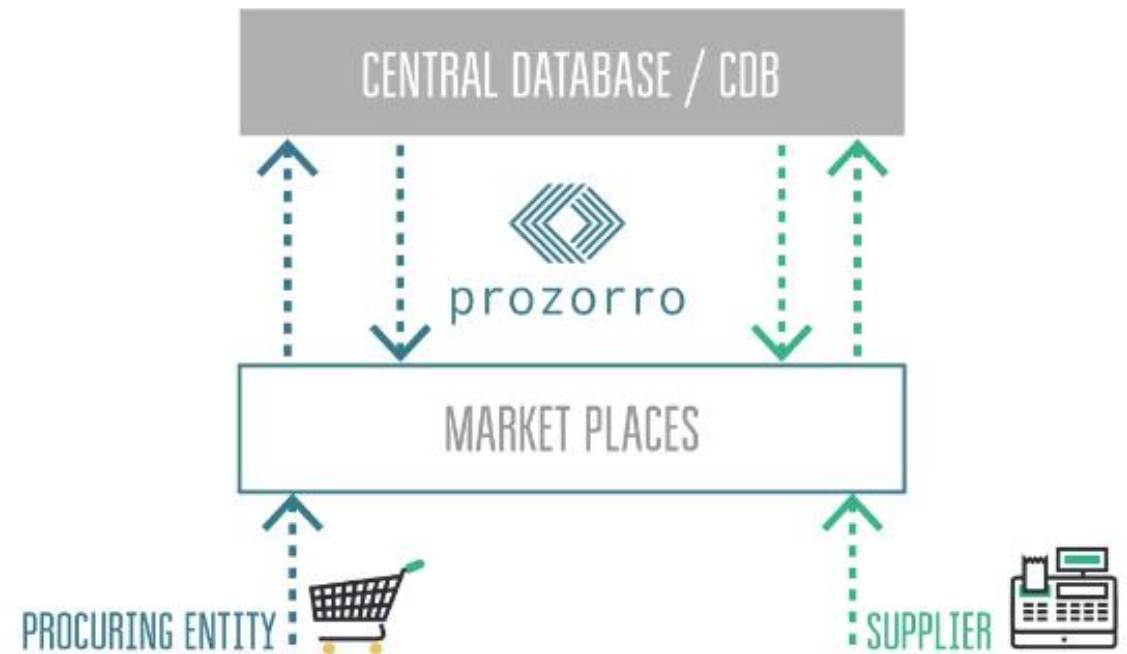 CENTRAL DATABASE / CDB
prozorro
MARKET PLACES
PROCURING ENTITY
SUPPLIER